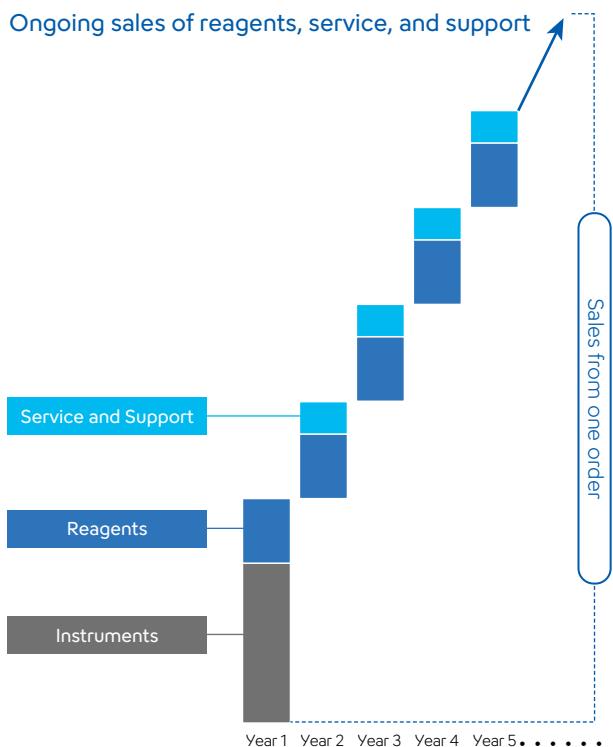 Ongoing sales of reagents, service, and support
Service and Support
Reagents
Instruments
Sales from one order
Year 1 Year 2 Year 3 Year 4 Year 5 . . . . . .